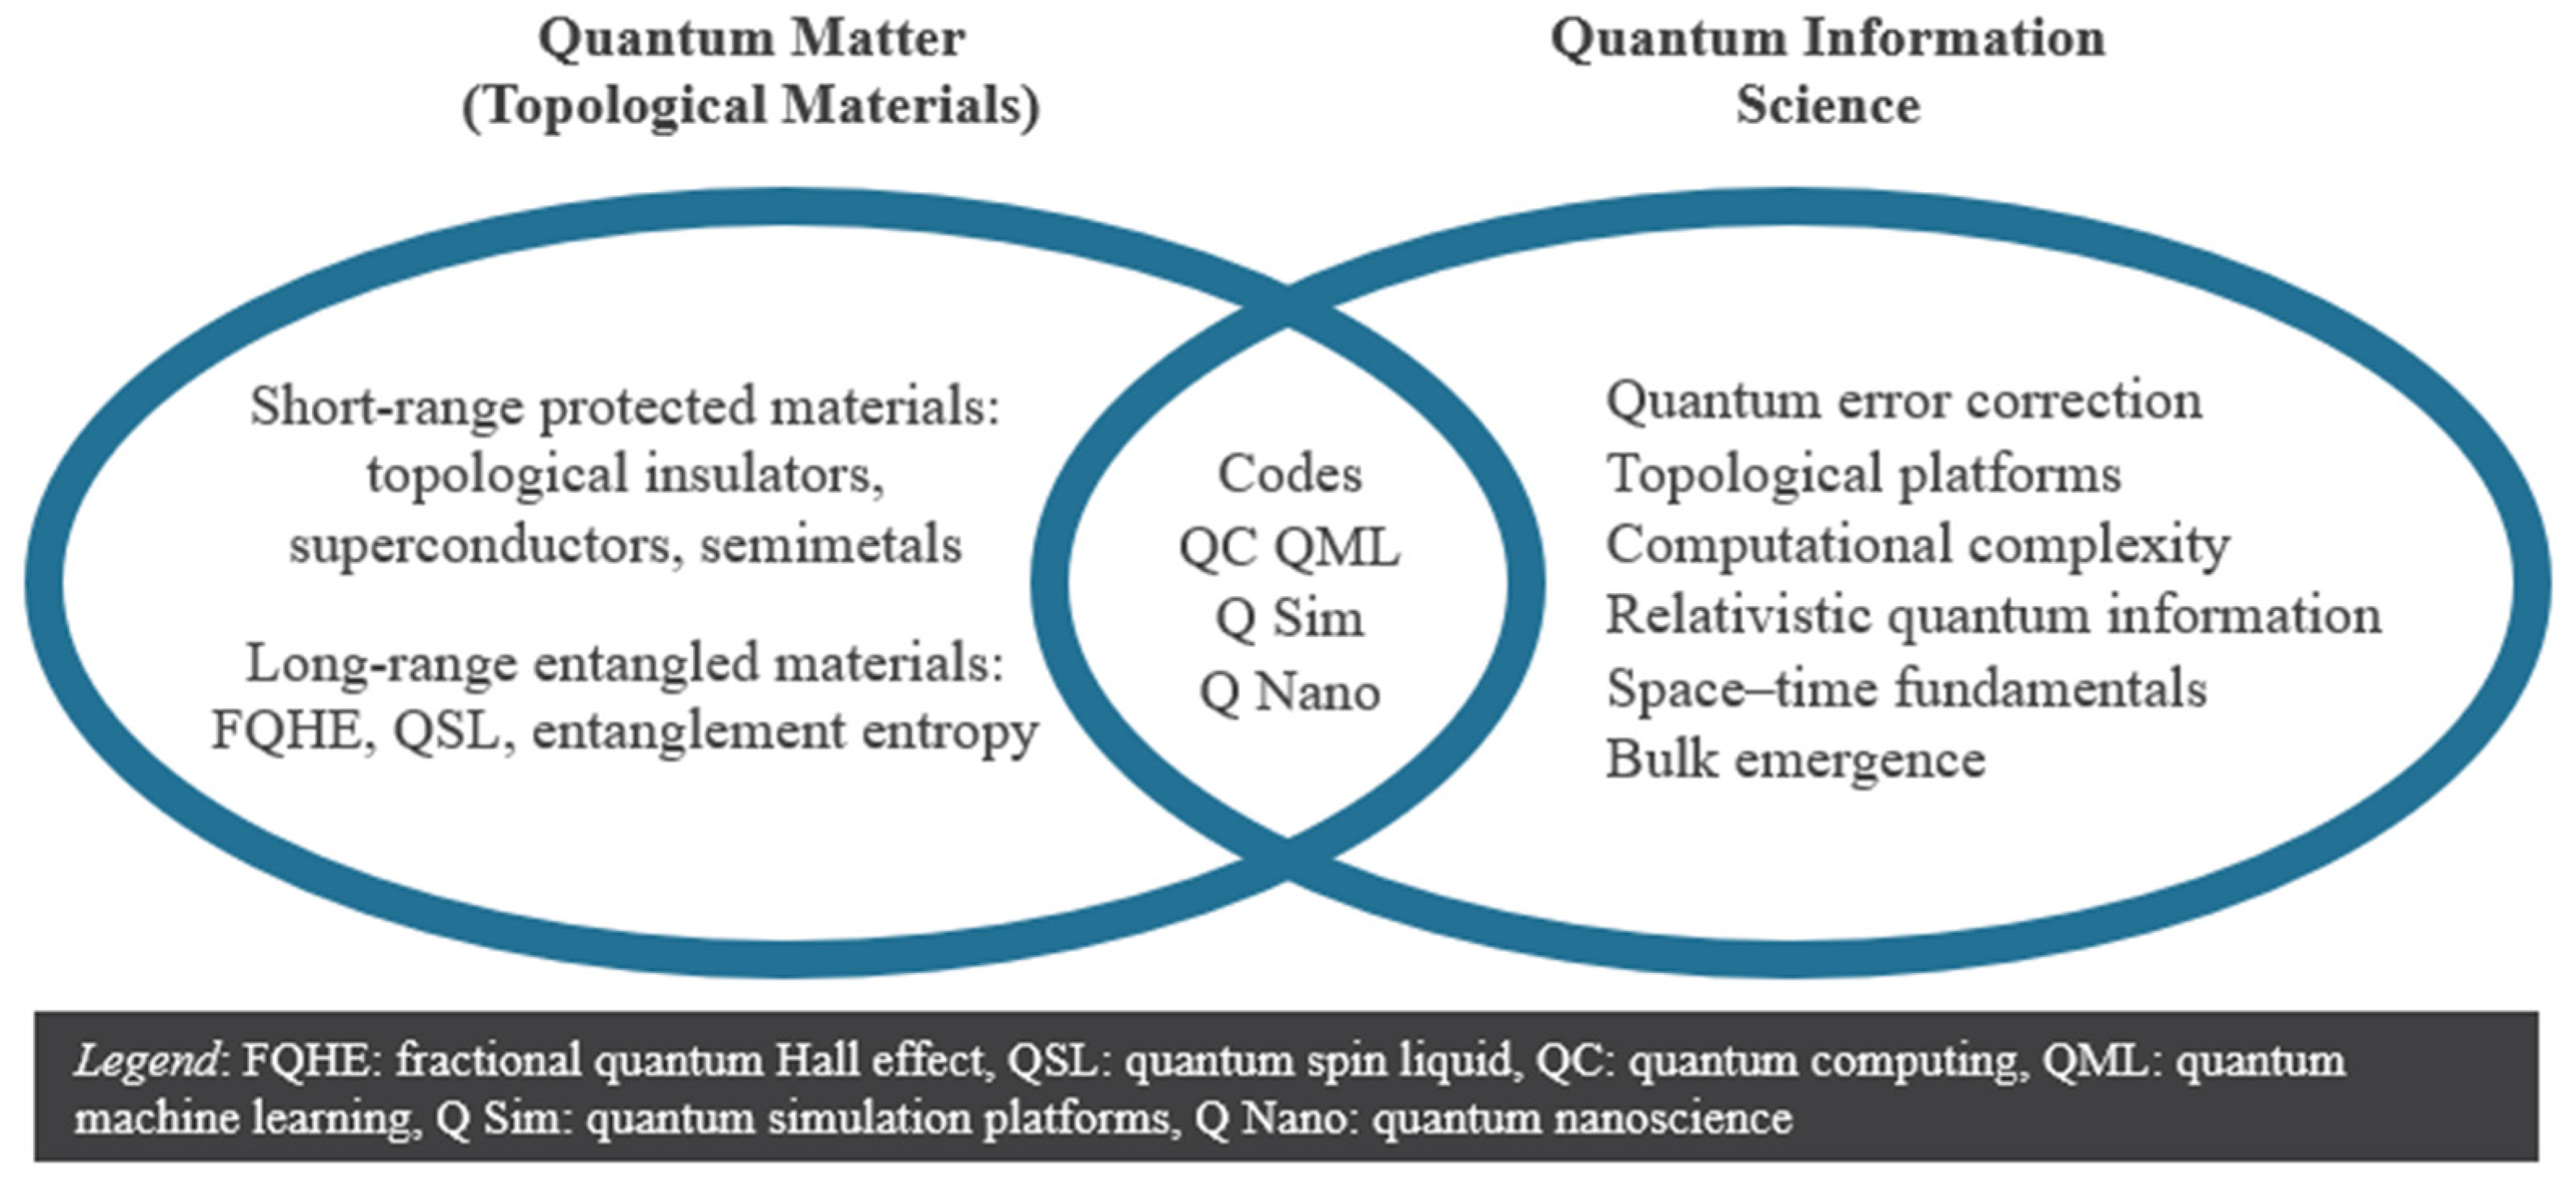 Quantum Matter
(Topological Materials)
Quantum Information
Science
Short-range protected materials:
topological insulators,
superconductors, semimetals
Long-range entangled materials:
FQHE, QSL, entanglement entropy
Codes
QC QML
Q Sim
Q Nano
Quantum error correction
Topological platforms
Computational complexity
Relativistic quantum information
Space–time fundamentals
Bulk emergence
Legend: FQHE: fractional quantum Hall effect, QSL: quantum spin liquid, QC: quantum computing, QML: quantum
machine learning, Q Sim: quantum simulation platforms, Q Nano: quantum nanoscience